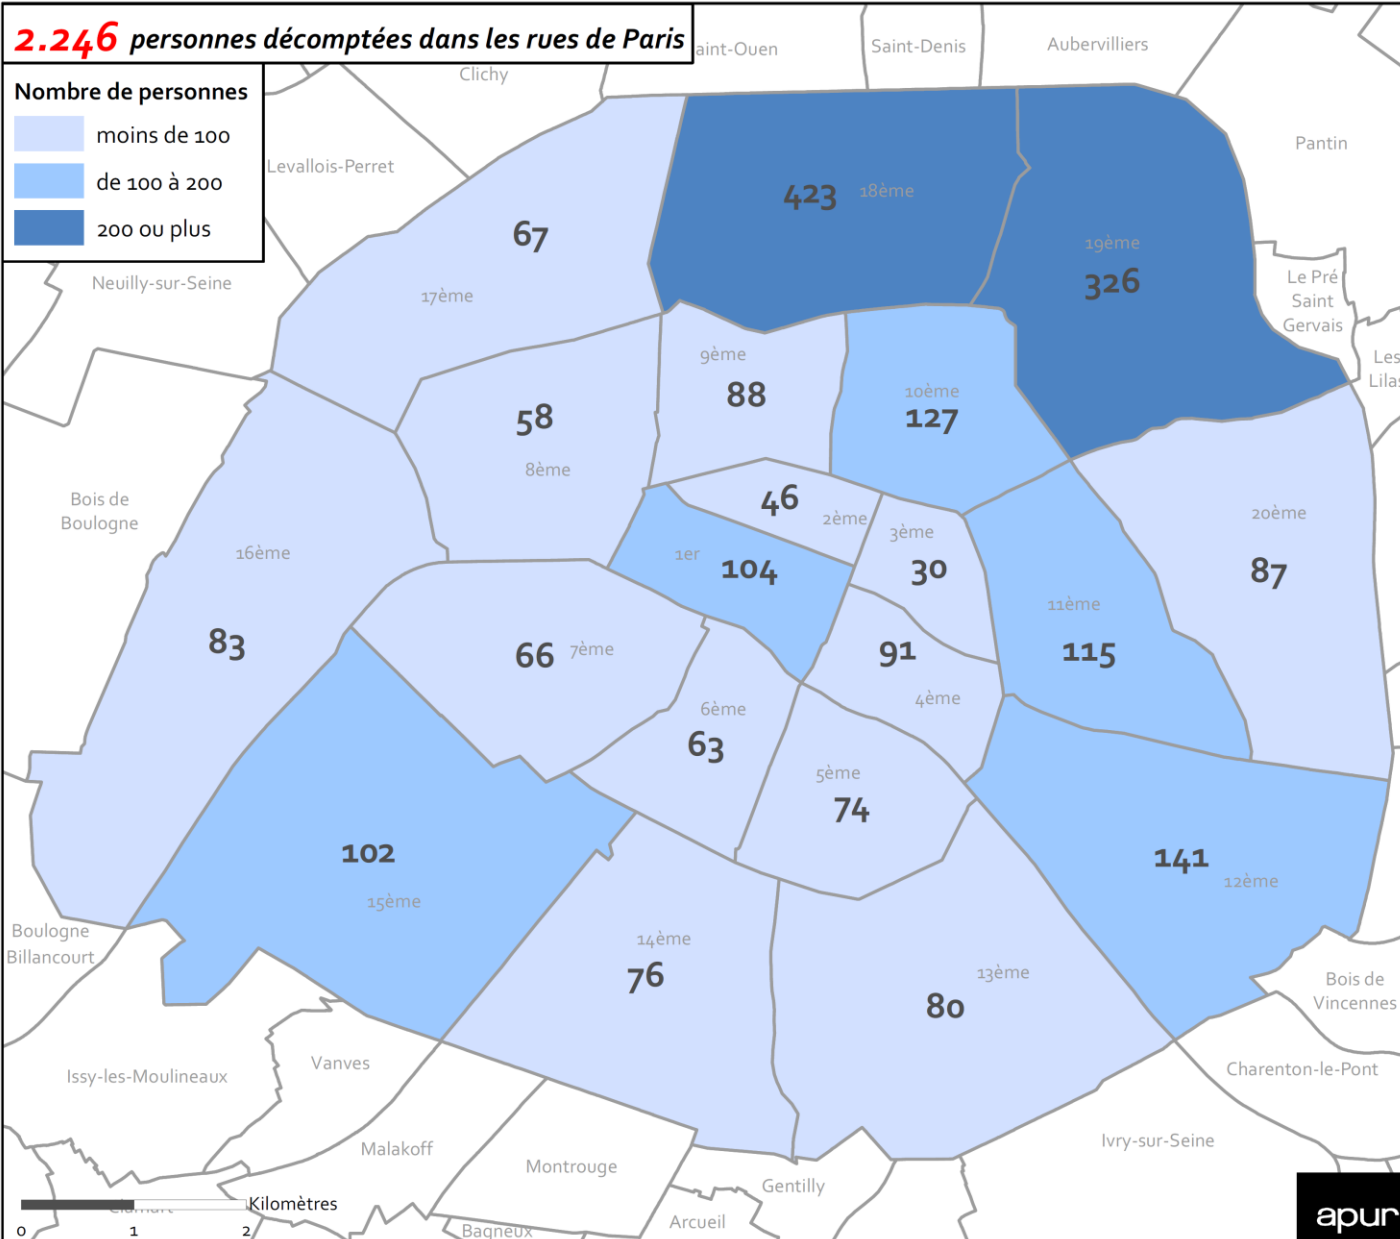 2.246 personnes décomptées dans les rues de Paris
Nombre de personnes
moins de 100
de 100 à 200
200 ou plus
aint-Ouen
Saint-Denis
Aubervilliers
Clichy
Pantin
Levallois-Perret
423 18ème
67
19ème
326
Neuilly-sur-Seine
17ème
Le Pré
Saint
Gervais
9ème
88
Les
Lilas
10ème
127
58
8ème
Bois de
Boulogne
46
2ème
20ème
87
3ème
30
16ème
83
1er
104
11ème
115
66 7ème
91
4ème
6ème
63
5ème
74
102
15ème
141
12ème
Boulogne
Billancourt
14ème
76
13ème
80
Bois de
Vincennes
Vanves
Issy-les-Moulineaux
Charenton-le-Pont
Malakoff
Ivry-sur-Seine
Montrouge
Gentilly
Clamart
Kilomètres
0 1 2
Arcueil
Bagneux
apur